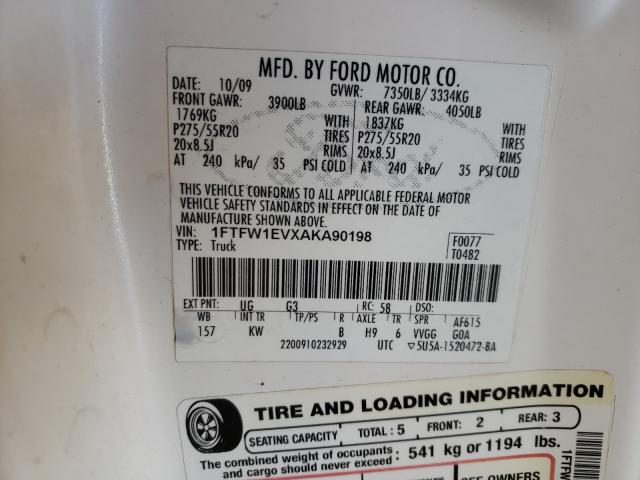 MFD. BY FORD MOTOR CO.
DATE: 10/09 GVWR: 7350LB/ 3334KG
FRONT GAWR: 3900LB REAR GAWR: 4050LB
1769KG WITH 1837KG WITH
P275/55R20 TIRES P275/55R20 TIRES
20x8.5J RIMS 20x8.5J RIMS
AT 240 kPa/ 35 PSI COLD AT 240 kPa/ 35 PSI COLD
THIS VEHICLE CONFORMS TO ALL APPLICABLE FEDERAL MOTOR
VEHICLE SAFETY STANDARDS IN EFFECT ON THE DATE OF
MANUFACTURE SHOWN ABOVE.
VIN: 1FTFW1EVXAKA90198
TYPE: Truck
F0077
T0482
EXT PNT: UG G3 RC: 58 DSO:
WB INT TR TP/PS R AXLE TR SPR AF615
157 KW B H9 6 VVGG GOA
2200910232929 UTC ▽5U5A-1520472-BA
TIRE AND LOADING INFORMATION
SEATING CAPACITY TOTAL: 5 FRONT: 2 REAR: 3
The combined weight of occupants
and cargo should never exceed: 541 kg or 1194 lbs.
SEE OWNERS
1FTFW